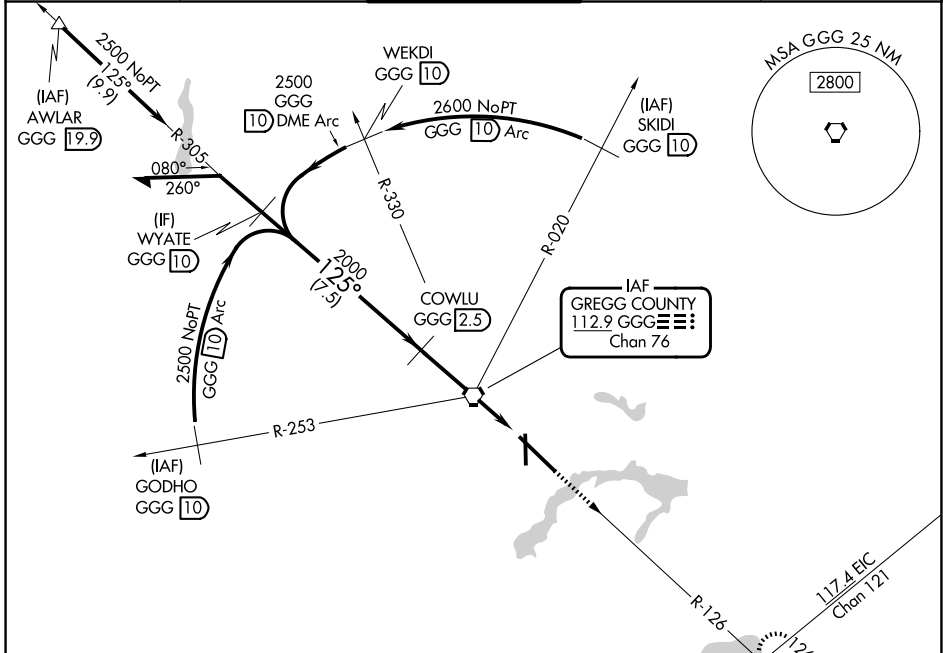 2500 NoPT
125°
(9.9)
(IAF)
AWLAR
GGG 19.9
R-305
080°
260°
(IF)
WYATE
GGG 10
2500
GGG
10 DME Arc
WEKDI
GGG 10
2600 NoPT
GGG 10 Arc
(IAF)
SKIDI
GGG 10
MSA GGG 25 NM
2800
R-330
R-020
2000
125°
(7.5)
COWLU
GGG 2.5
IAF
GREGG COUNTY
112.9 GGG
Chan 76
2500 NoPT
GGG 10 Arc
R-253
(IAF)
GODHO
GGG 10
R-126
117.4 EIC
Chan 121